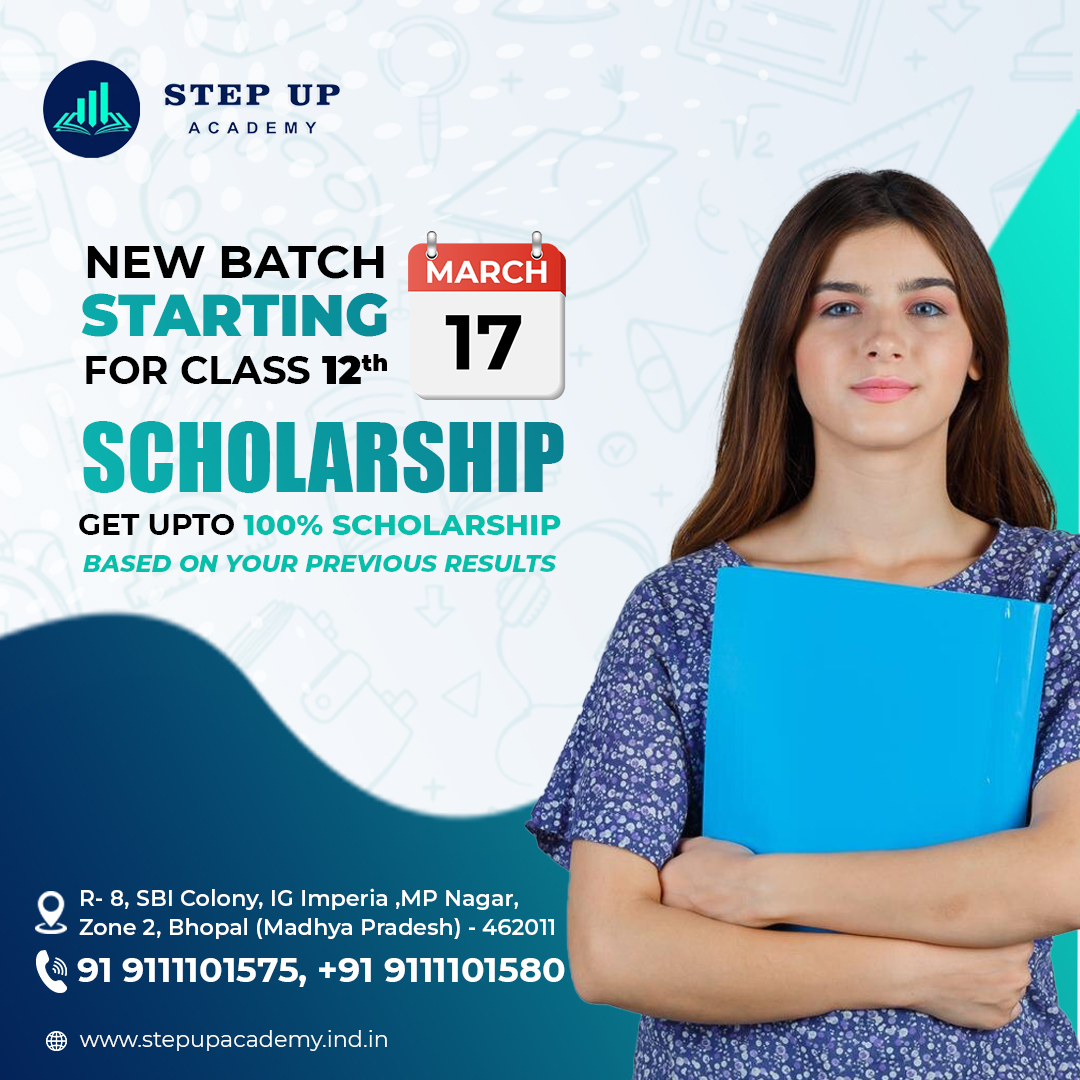 STEP UP
ACADEMY
NEW BATCH
STARTING
FOR CLASS 12th
MARCH
17
SCHOLARSHIP
GET UPTO 100% SCHOLARSHIP
BASED ON YOUR PREVIOUS RESULTS
R- 8, SBI Colony, IG Imperia ,MP Nagar,
Zone 2, Bhopal (Madhya Pradesh) - 462011
91 9111101575, +91 9111101580
www.stepupacademy.ind.in
√2